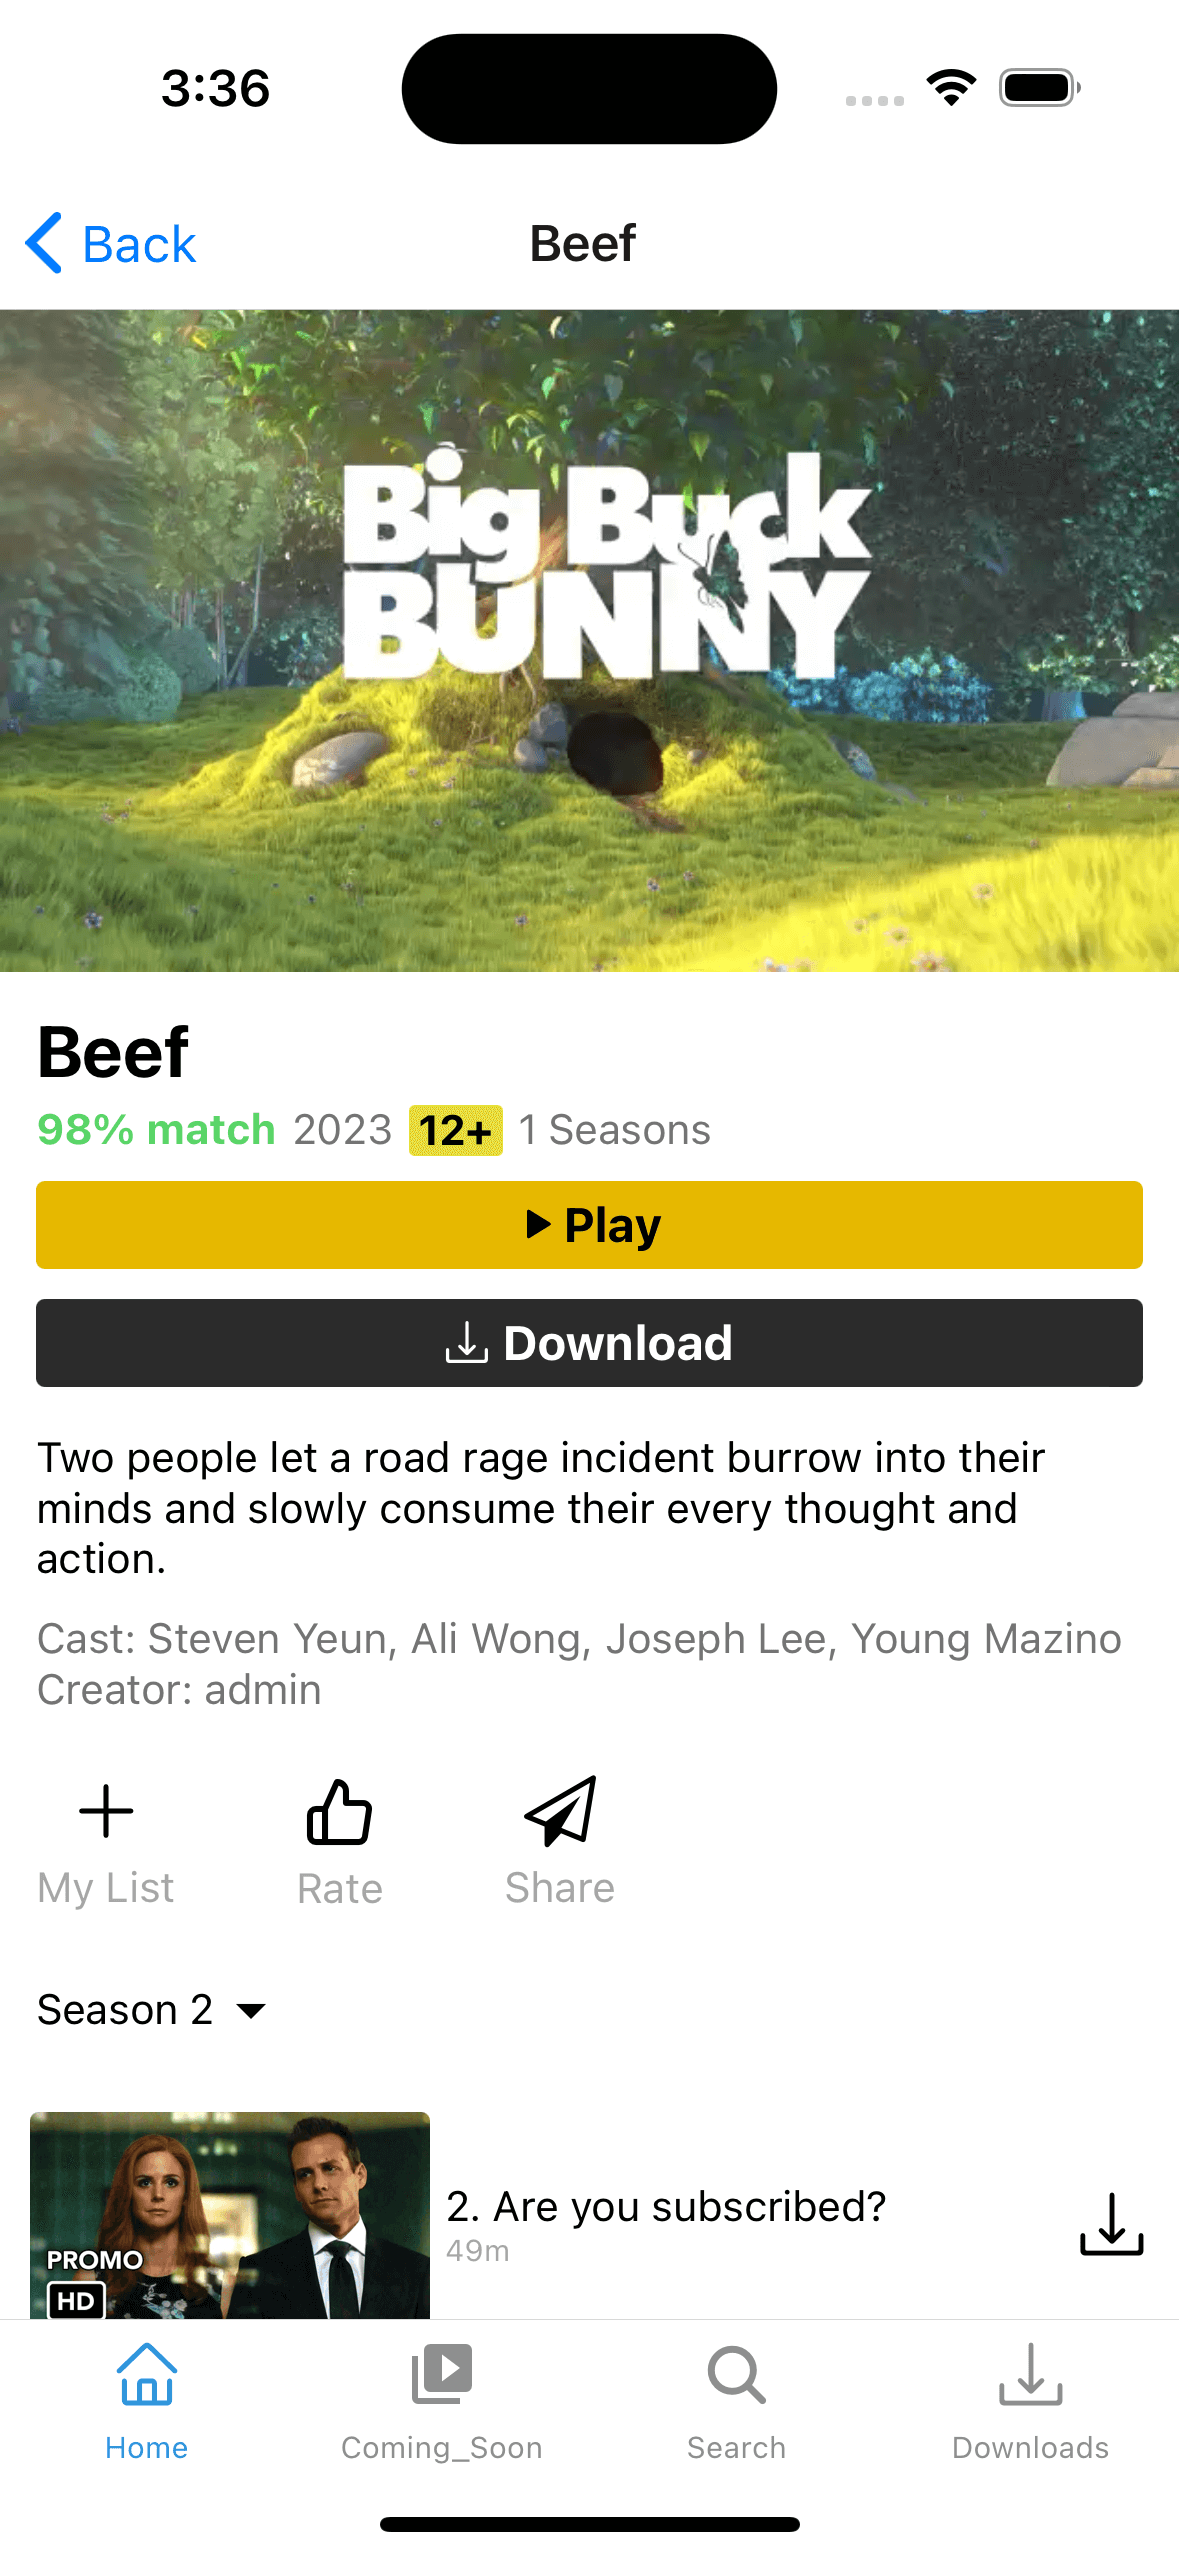 3:36
Back
Beef
Big Buck
BUNNY
Beef
98% match 2023 12+ 1 Seasons
Play
Download
Two people let a road rage incident burrow into their
minds and slowly consume their every thought and
action.
Cast: Steven Yeun, Ali Wong, Joseph Lee, Young Mazino
Creator: admin
My List
Rate
Share
Season 2
PROMO
HD
2. Are you subscribed?
49m
Home
Coming_Soon
Search
Downloads